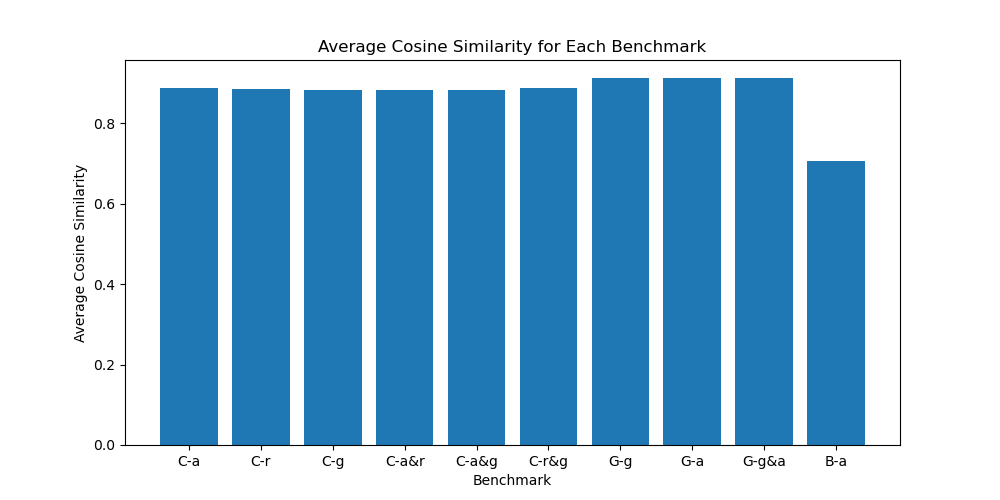 Average Cosine Similarity for Each Benchmark
Average Cosine Similarity
0.8
0.6
0.4
0.2
0.0
C-a C-r C-g C-a&r C-a&g C-r&g G-g G-a G-g&a B-a
Benchmark